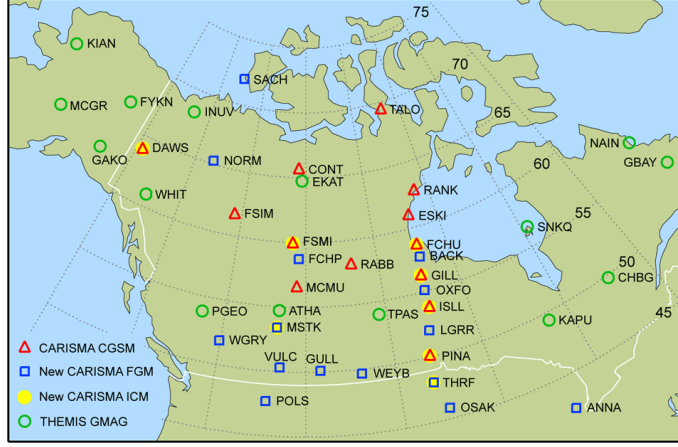 75
KIAN
70
SACH
MCGR
FYKN
INUV
TALO
65
GAKO
DAWS
NORM
NAIN
GBAY
60
CONT
EKAT
WHIT
RANK
FSIM
ESKI
55
SNKQ
FSMI
FCHU
FCHP
BACK
RABB
50
GILL
CHBG
MCMU
OXFO
45
PGEO
ATHA
TPAS
ISLL
KAPU
MSTK
LGRR
WGRY
CARISMA CGSM
VULC
GULL
PINA
New CARISMA FGM
WEYB
THRF
New CARISMA ICM
POLS
OSAK
ANNA
THEMIS GMAG